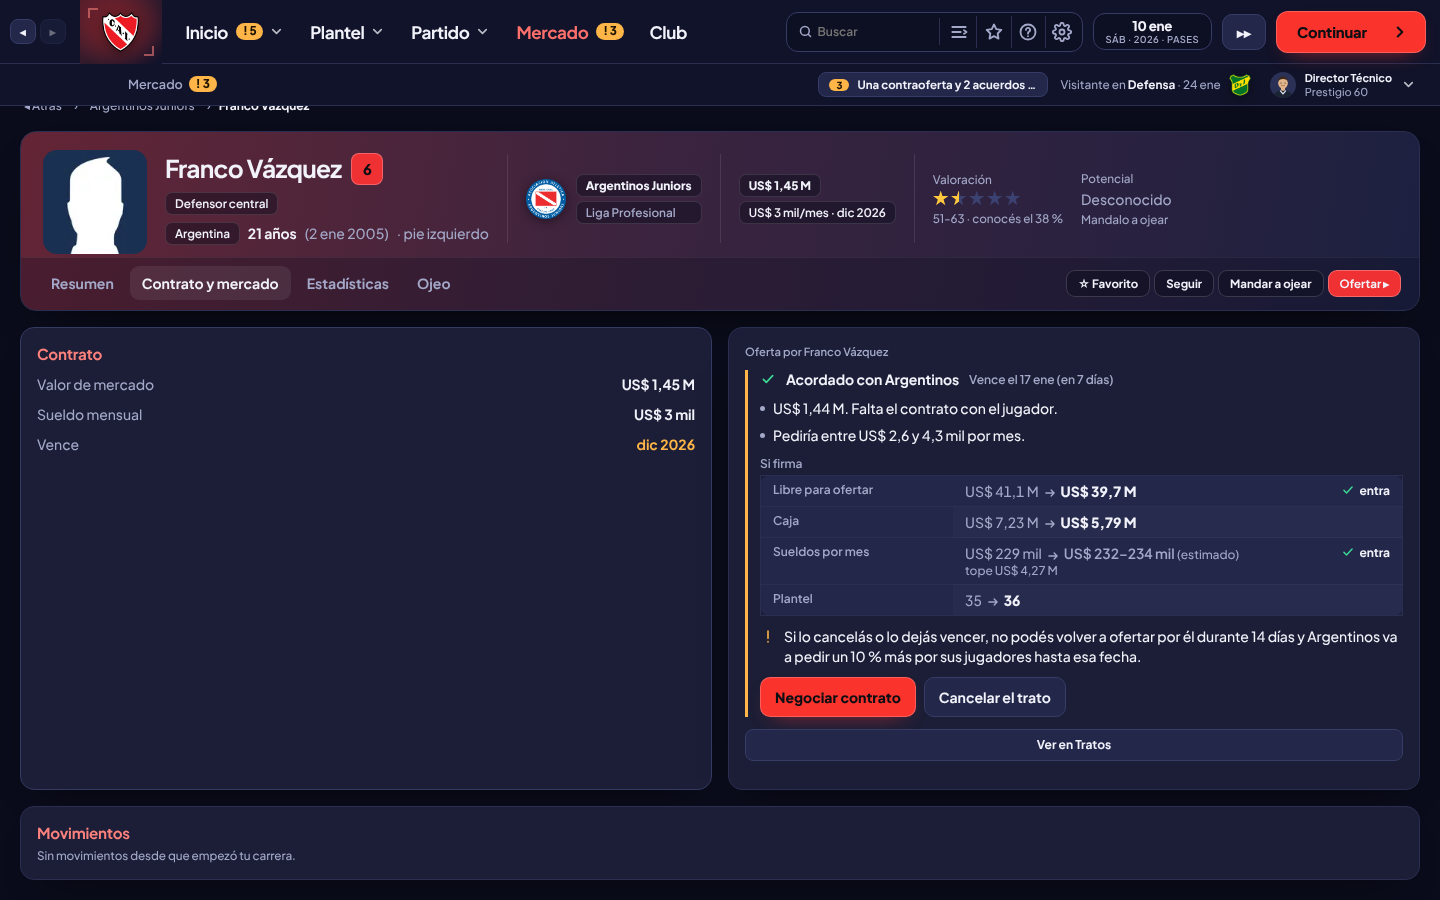 Inicio
! 5
Plantel
Partido
Mercado
! 3
Club
Buscar
10 ene
SÁB · 2026 · PASES
Continuar
Mercado
! 3
3
Una contraoferta y 2 acuerdos ...
Visitante en Defensa · 24 ene
Director Técnico
Prestigio 60
Atrás
Argentinos Juniors
Franco Vázquez
Franco Vázquez
6
Defensor central
Argentina
21 años (2 ene 2005) · pie izquierdo
Argentinos Juniors
Liga Profesional
US$ 1,45 M
US$ 3 mil/mes · dic 2026
Valoración
51–63 · conocés el 38 %
Potencial
Desconocido
Mandalo a ojear
Resumen
Contrato y mercado
Estadísticas
Ojeo
☆ Favorito
Seguir
Mandar a ojear
Ofertar ▸
Contrato
Valor de mercado
US$ 1,45 M
Sueldo mensual
US$ 3 mil
Vence
dic 2026
Oferta por Franco Vázquez
Acordado con Argentinos
Vence el 17 ene (en 7 días)
US$ 1,44 M. Falta el contrato con el jugador.
Pediría entre US$ 2,6 y 4,3 mil por mes.
Si firma
Libre para ofertar
US$ 41,1 M → US$ 39,7 M
entra
Caja
US$ 7,23 M → US$ 5,79 M
Sueldos por mes
US$ 229 mil → US$ 232–234 mil (estimado)
entra
tope US$ 4,27 M
Plantel
35 → 36
! Si lo cancelás o lo dejás vencer, no podés volver a ofertar por él durante 14 días y Argentinos va
a pedir un 10 % más por sus jugadores hasta esa fecha.
Negociar contrato
Cancelar el trato
Ver en Tratos
Movimientos
Sin movimientos desde que empezó tu carrera.